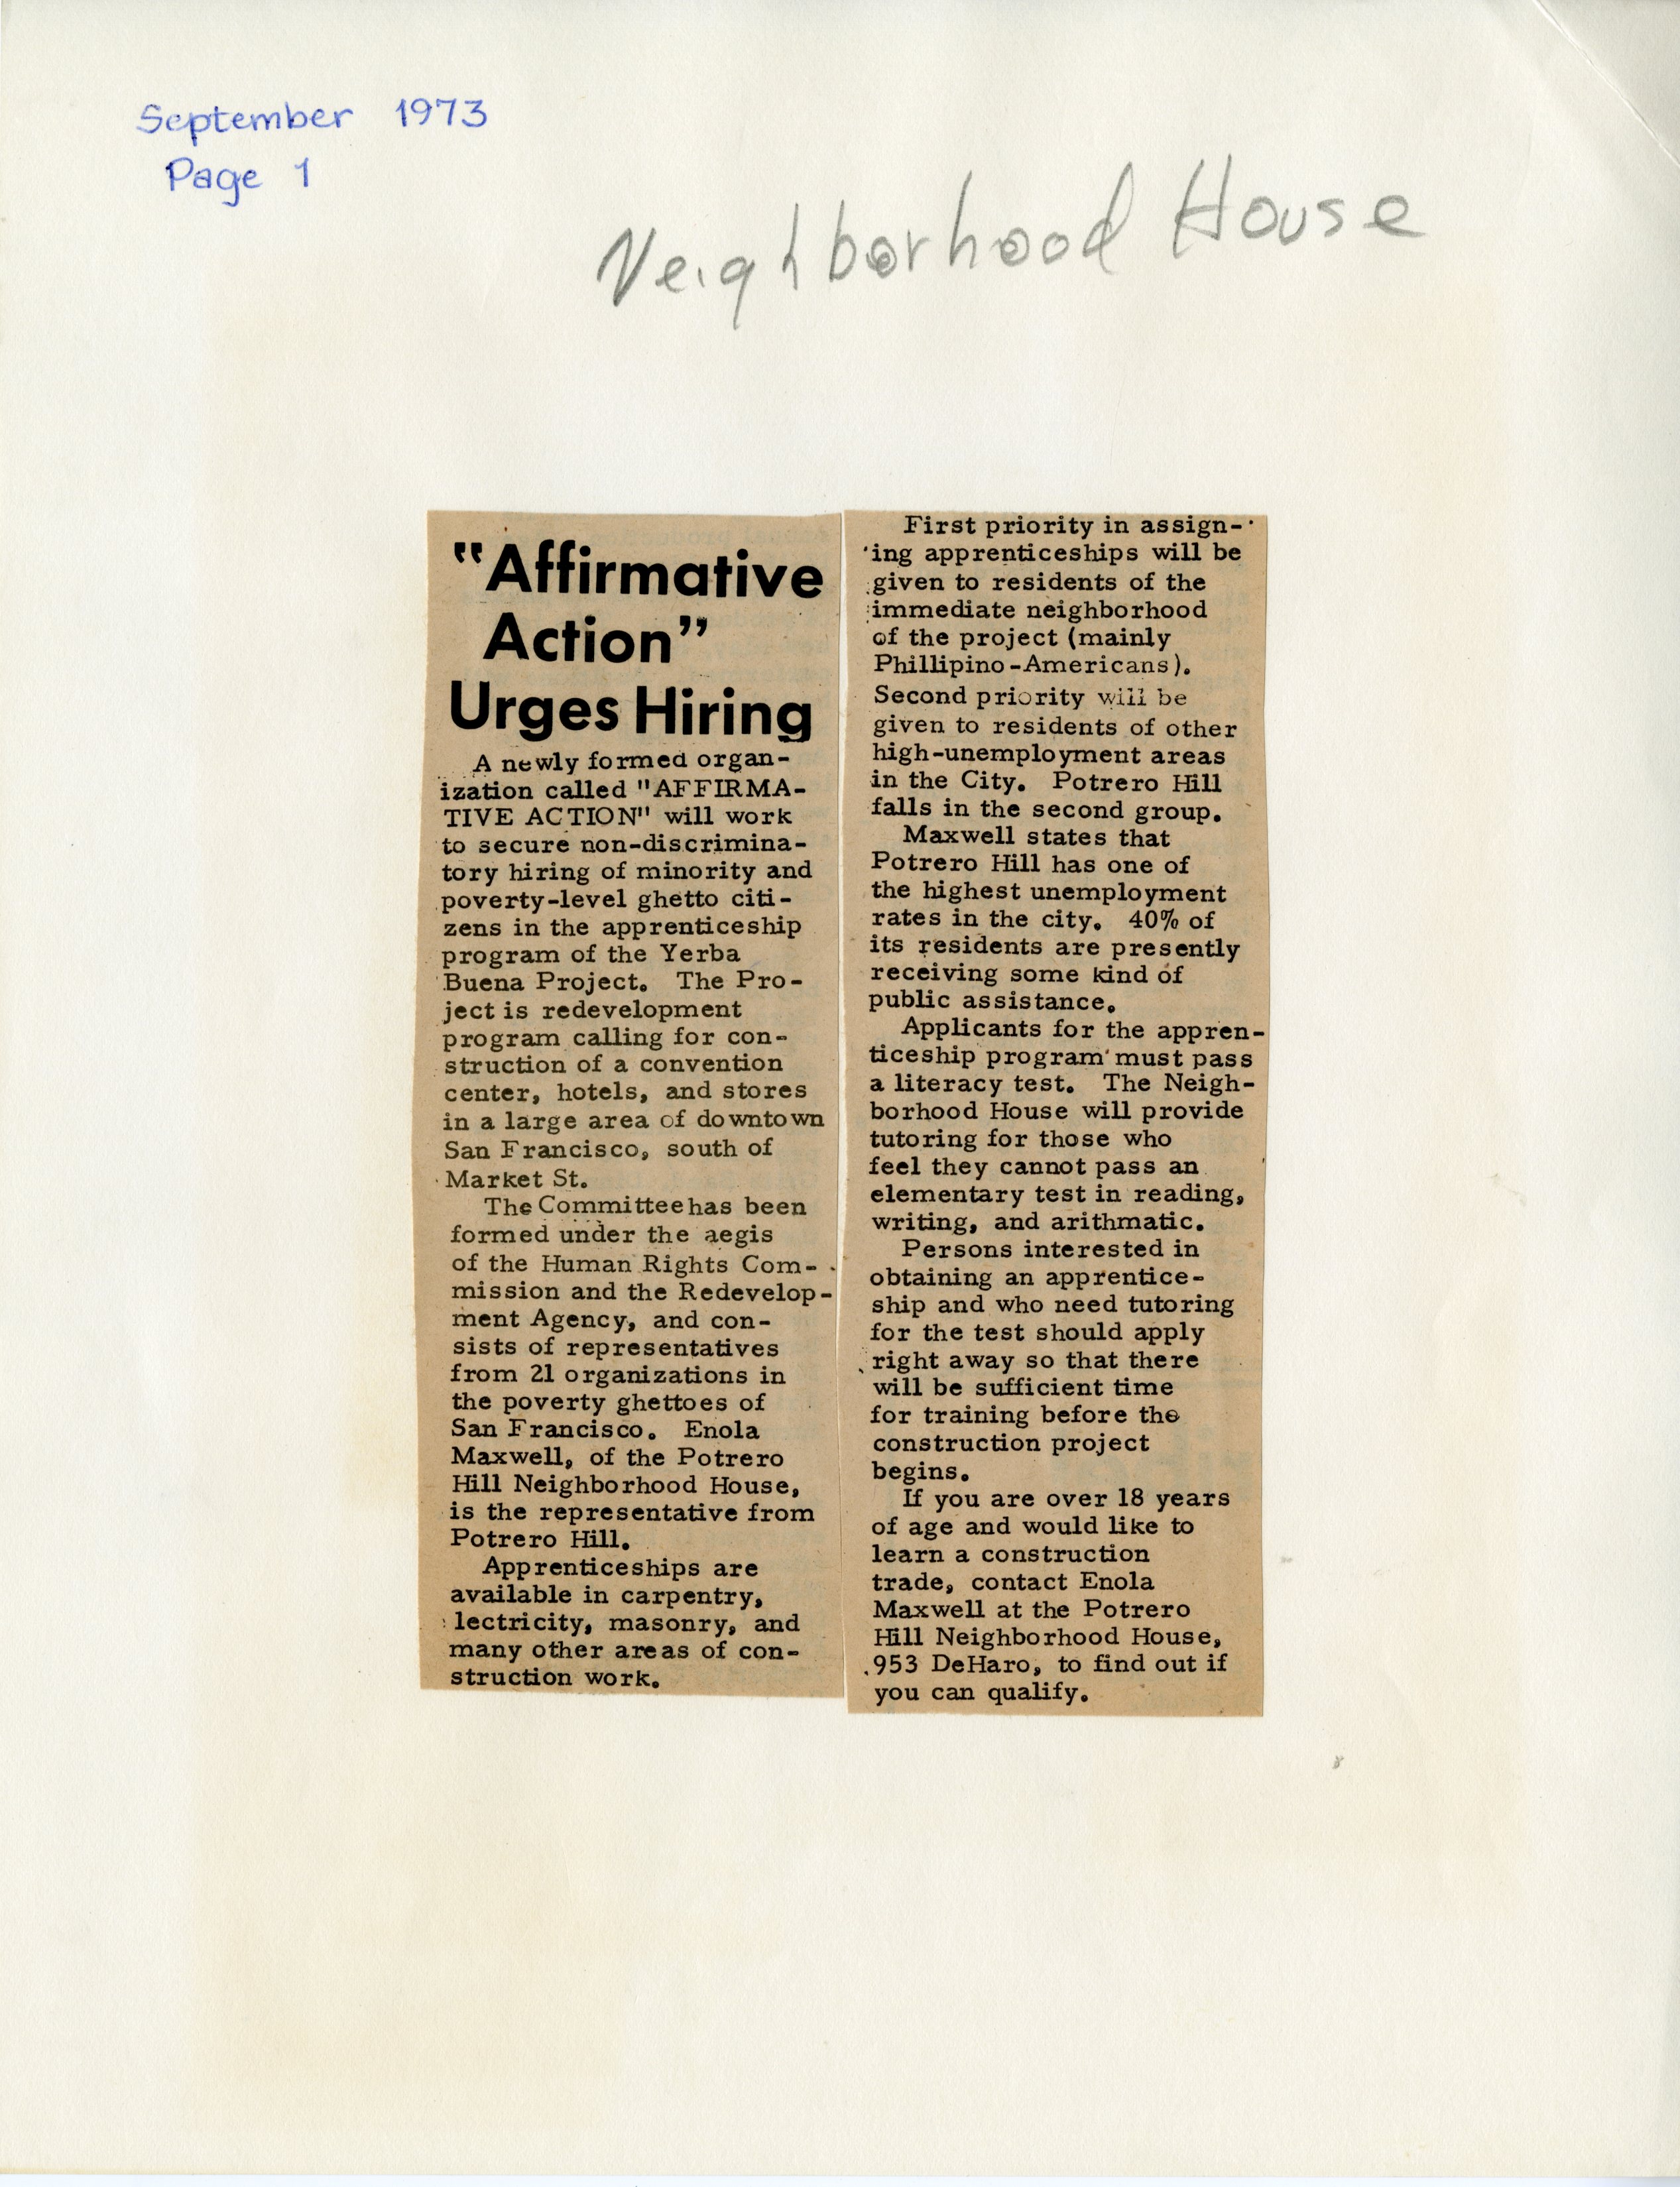 September 1973
Page 1
Neighborhood House
"Affirmative
Action"
Urges Hiring
A newly formed organ-
ization called "AFFIRMA-
TIVE ACTION" will work
to secure non-discrimina-
tory hiring of minority and
poverty-level ghetto citi-
zens in the apprenticeship
program of the Yerba
Buena Project. The Pro-
ject is redevelopment
program calling for con-
struction of a convention
center, hotels, and stores
in a large area of downtown
San Francisco, south of
Market St.
The Committee has been
formed under the aegis
of the Human Rights Com-
mission and the Redevelop-
ment Agency, and con-
sists of representatives
from 21 organizations in
the poverty ghettoes of
San Francisco. Enola
Maxwell, of the Potrero
Hill Neighborhood House,
is the representative from
Potrero Hill.
Apprenticeships are
available in carpentry,
lectricity, masonry, and
many other areas of con-
struction work.
First priority in assign-
ing apprenticeships will be
given to residents of the
immediate neighborhood
of the project (mainly
Phillipino-Americans).
Second priority will be
given to residents of other
high-unemployment areas
in the City. Potrero Hill
falls in the second group.
Maxwell states that
Potrero Hill has one of
the highest unemployment
rates in the city. 40% of
its residents are presently
receiving some kind of
public assistance.
Applicants for the appren-
ticeship program must pass
a literacy test. The Neigh-
borhood House will provide
tutoring for those who
feel they cannot pass an
elementary test in reading,
writing, and arithmatic.
Persons interested in
obtaining an apprentice-
ship and who need tutoring
for the test should apply
right away so that there
will be sufficient time
for training before the
construction project
begins.
If you are over 18 years
of age and would like to
learn a construction
trade, contact Enola
Maxwell at the Potrero
Hill Neighborhood House,
953 DeHaro, to find out if
you can qualify.